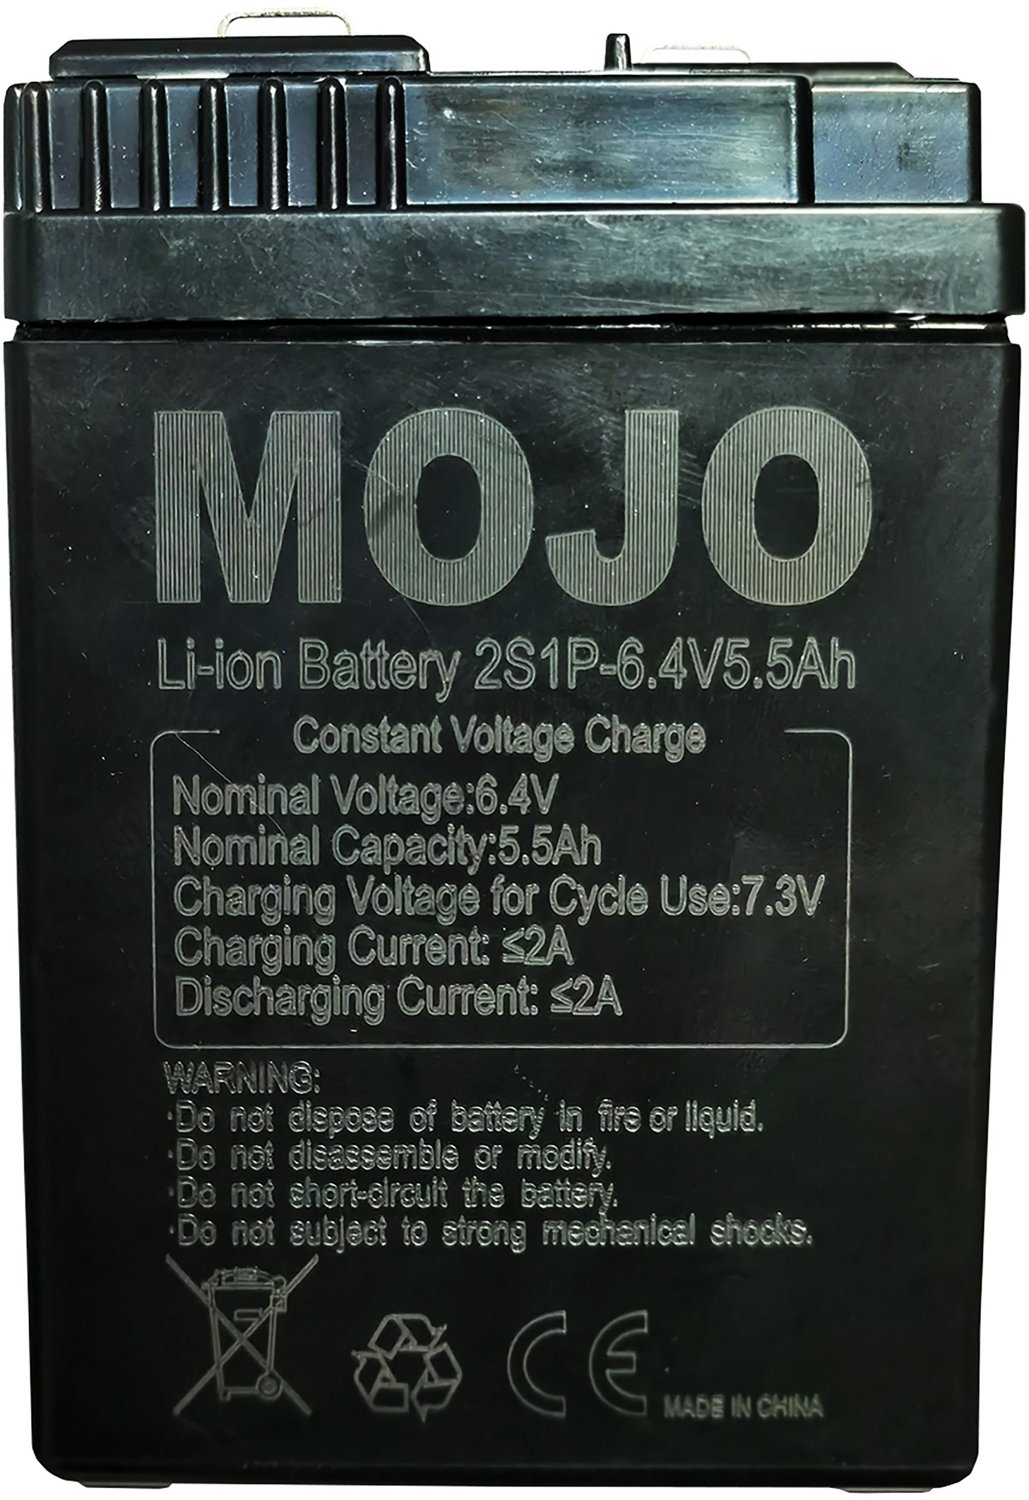 MOJO
Li-ion Battery 2S1P-6.4V5.5Ah
Constant Voltage Charge
Nominal Voltage:6.4V
Nominal Capacity:5.5Ah
Charging Voltage for Cycle Use:7.3V
Charging Current: ≤2A
Discharging Current: ≤2A
WARNING:
·Do not dispose of battery in fire or liquid.
·Do not disassemble or modify.
·Do not short-circuit the battery.
·Do not subject to strong mechanical shocks.
CE MADE IN CHINA